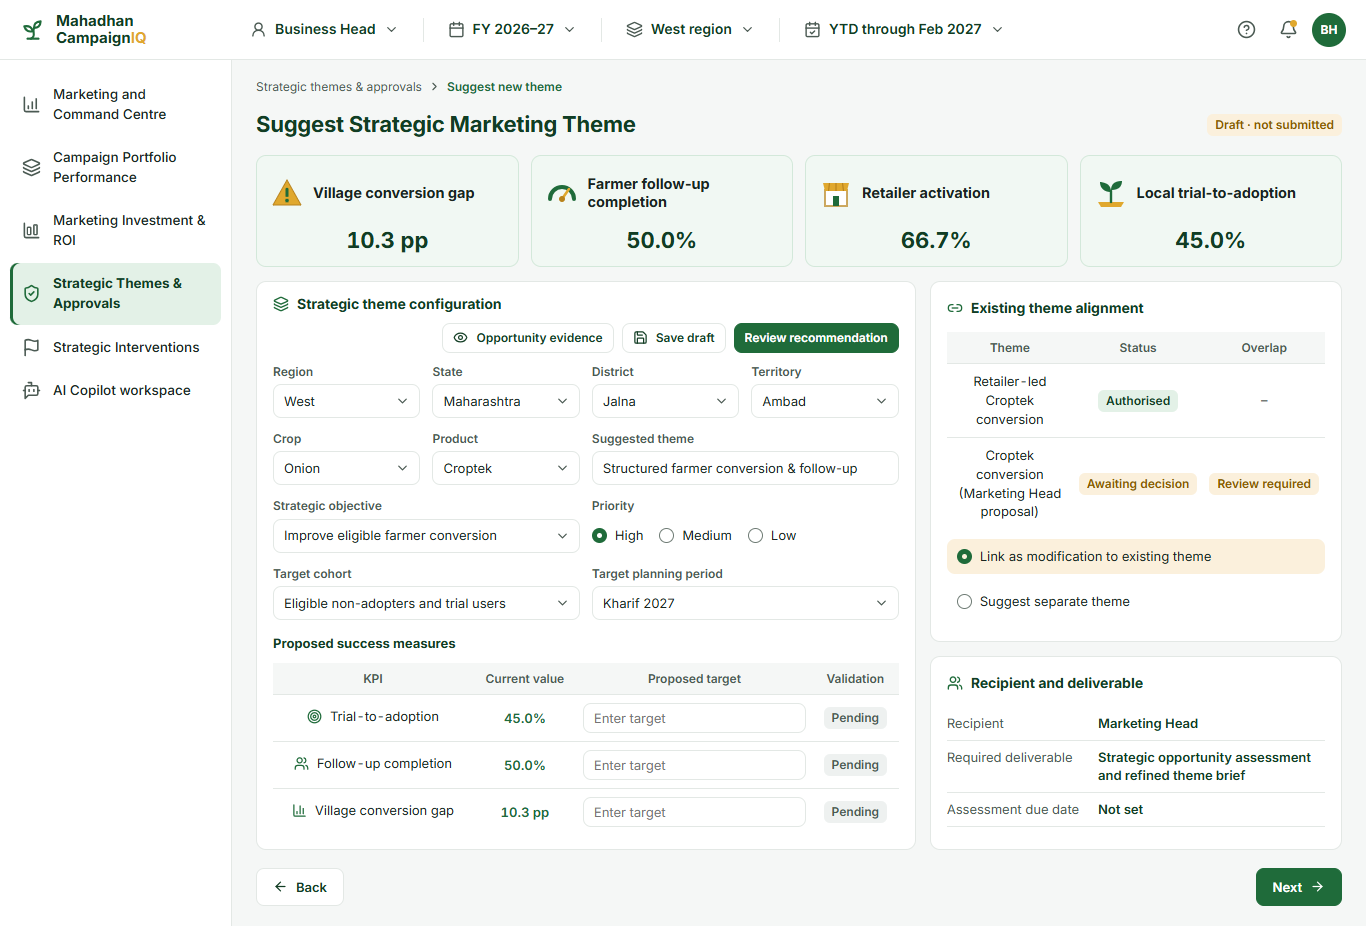 Mahadhan
CampaignIQ
Business Head
FY 2026–27
West region
YTD through Feb 2027
BH
Marketing and
Command Centre
Campaign Portfolio
Performance
Marketing Investment &
ROI
Strategic Themes &
Approvals
Strategic Interventions
AI Copilot workspace
Strategic themes & approvals > Suggest new theme
Suggest Strategic Marketing Theme
Draft · not submitted
Village conversion gap
10.3 pp
Farmer follow-up
completion
50.0%
Retailer activation
66.7%
Local trial-to-adoption
45.0%
Strategic theme configuration
Opportunity evidence
Save draft
Review recommendation
Region
State
District
Territory
West
Maharashtra
Jalna
Ambad
Crop
Product
Suggested theme
Onion
Croptek
Structured farmer conversion & follow-up
Strategic objective
Priority
Improve eligible farmer conversion
High
Medium
Low
Target cohort
Target planning period
Eligible non-adopters and trial users
Kharif 2027
Proposed success measures
KPI
Current value
Proposed target
Validation
Trial-to-adoption
45.0%
Enter target
Pending
Follow-up completion
50.0%
Enter target
Pending
Village conversion gap
10.3 pp
Enter target
Pending
Existing theme alignment
Theme
Status
Overlap
Retailer-led
Croptek
conversion
Authorised
–
Croptek
conversion
(Marketing Head
proposal)
Awaiting decision
Review required
Link as modification to existing theme
Suggest separate theme
Recipient and deliverable
Recipient
Marketing Head
Required deliverable
Strategic opportunity assessment
and refined theme brief
Assessment due date
Not set
Back
Next